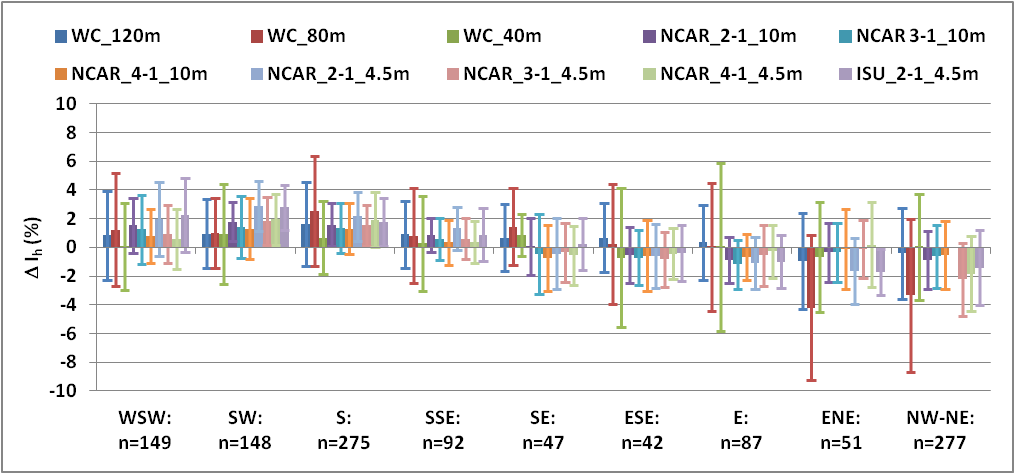 WC_120m WC_80m WC_40m NCAR_2-1_10m NCAR 3-1_10m
NCAR_4-1_10m NCAR_2-1_4.5m NCAR_3-1_4.5m NCAR_4-1_4.5m ISU_2-1_4.5m
10
8
6
4
2
0
-2
-4
-6
-8
-10
Δ Ih (%)
WSW: SW: S: SSE: SE: ESE: E: ENE: NW-NE:
n=149 n=148 n=275 n=92 n=47 n=42 n=87 n=51 n=277